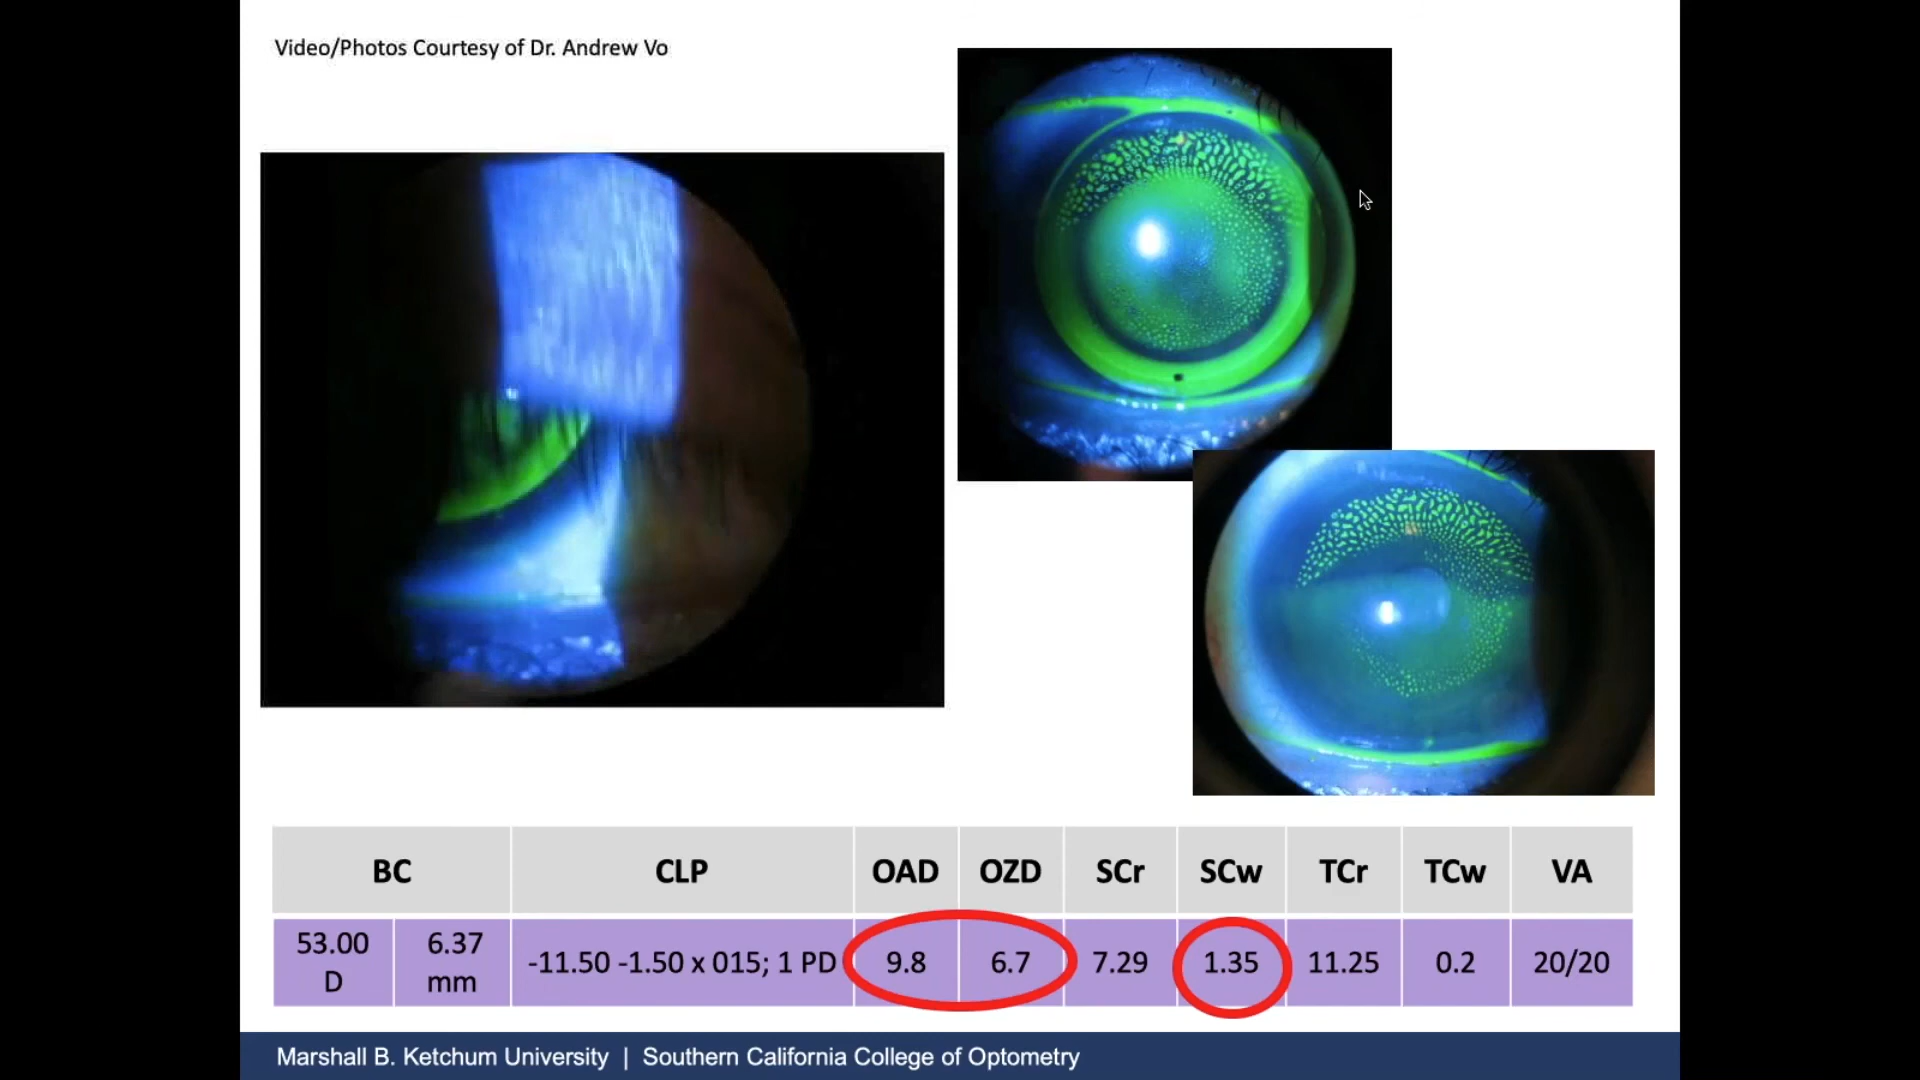 Video/Photos Courtesy of Dr. Andrew Vo
BC CLP OAD OZD SCr SCw TCr TCw VA
53.00 D 6.37 mm -11.50 -1.50 x 015; 1 PD 9.8 6.7 7.29 1.35 11.25 0.2 20/20
Marshall B. Ketchum University | Southern California College of Optometry